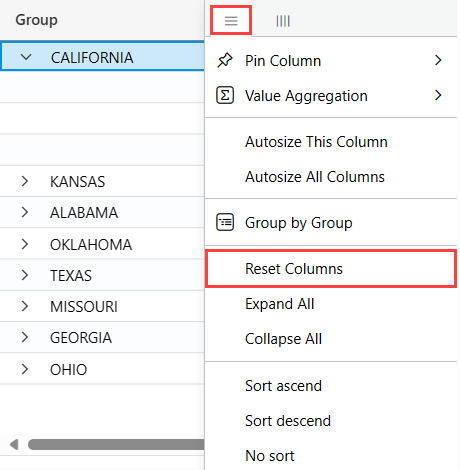 Group
CALIFORNIA
KANSAS
ALABAMA
OKLAHOMA
TEXAS
MISSOURI
GEORGIA
OHIO
Pin Column
Value Aggregation
Autosize This Column
Autosize All Columns
Group by Group
Reset Columns
Expand All
Collapse All
Sort ascend
Sort descend
No sort